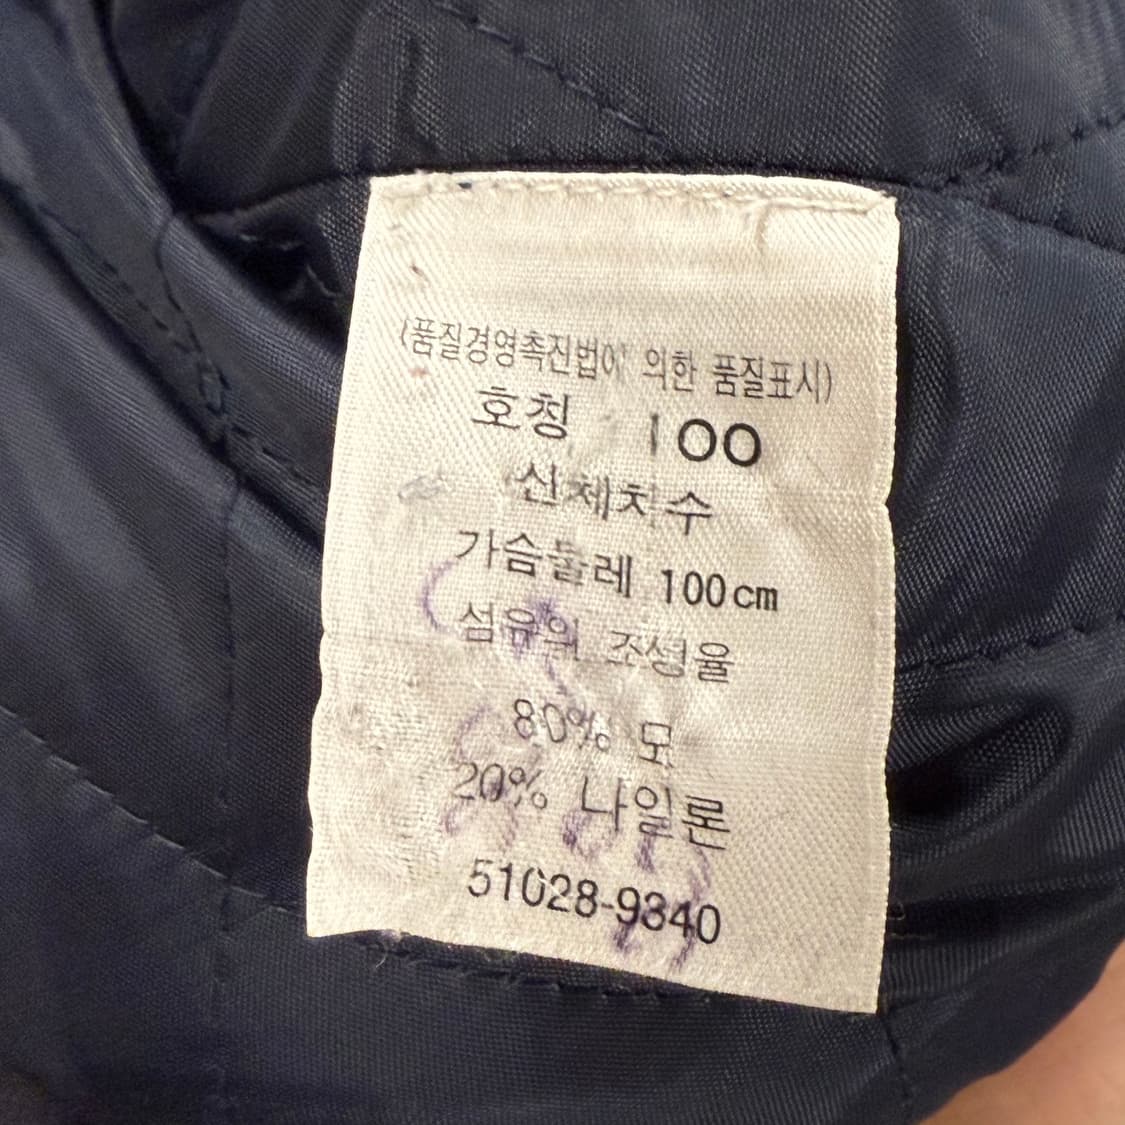 (품질경영촉진법에 의한 품질표시)
호칭 100
신체치수
가슴둘레 100cm
섬유의 조성율
80% 모
20% 나일론
51028-9340